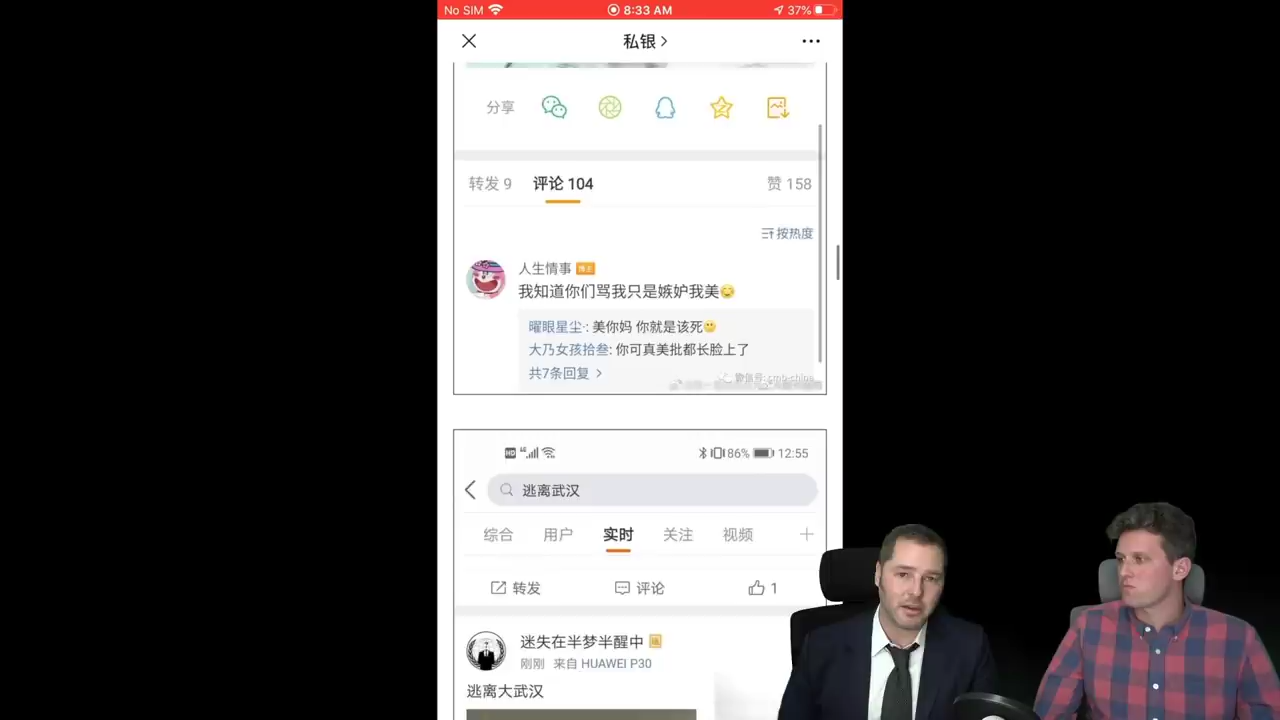 No SIM 8:33 AM 37%
私银
分享
转发 9 评论 104 赞 158
按热度
人生情事 博主
我知道你们骂我只是嫉妒我美
曜眼星尘·: 美你妈 你就是该死
大乃女孩拾叁: 你可真美批都长脸上了
共7条回复
HD 86% 12:55
逃离武汉
综合 用户 实时 关注 视频
转发 评论 1
迷失在半梦半醒中
刚刚 来自 HUAWEI P30
逃离大武汉